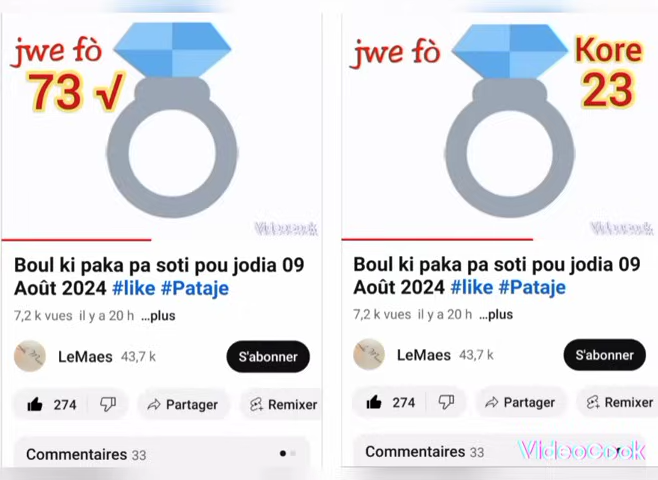 jwe fò
73 √
Videocook
Boul ki paka pa soti pou jodia 09
Août 2024 #like #Pataje
7,2 k vues il y a 20 h ...plus
LeMaes 43,7 k
S'abonner
274
Partager
Remixer
Commentaires 33
jwe fò
Kore
23
Videocook
Boul ki paka pa soti pou jodia 09
Août 2024 #like #Pataje
7,2 k vues il y a 20 h ...plus
LeMaes 43,7 k
S'abonner
274
Partager
Remixer
Commentaires 33
VideoCook